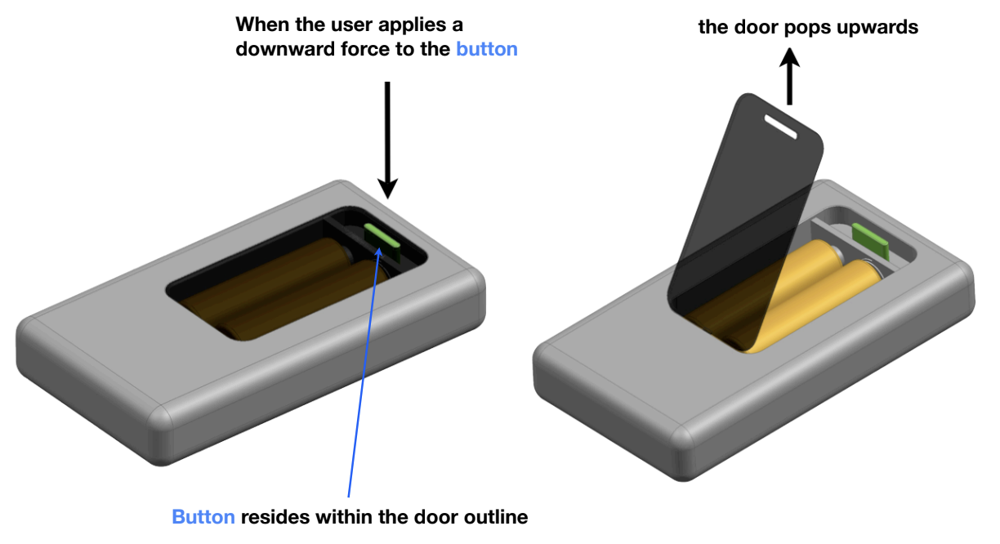 When the user applies a
downward force to the button
the door pops upwards
Button resides within the door outline